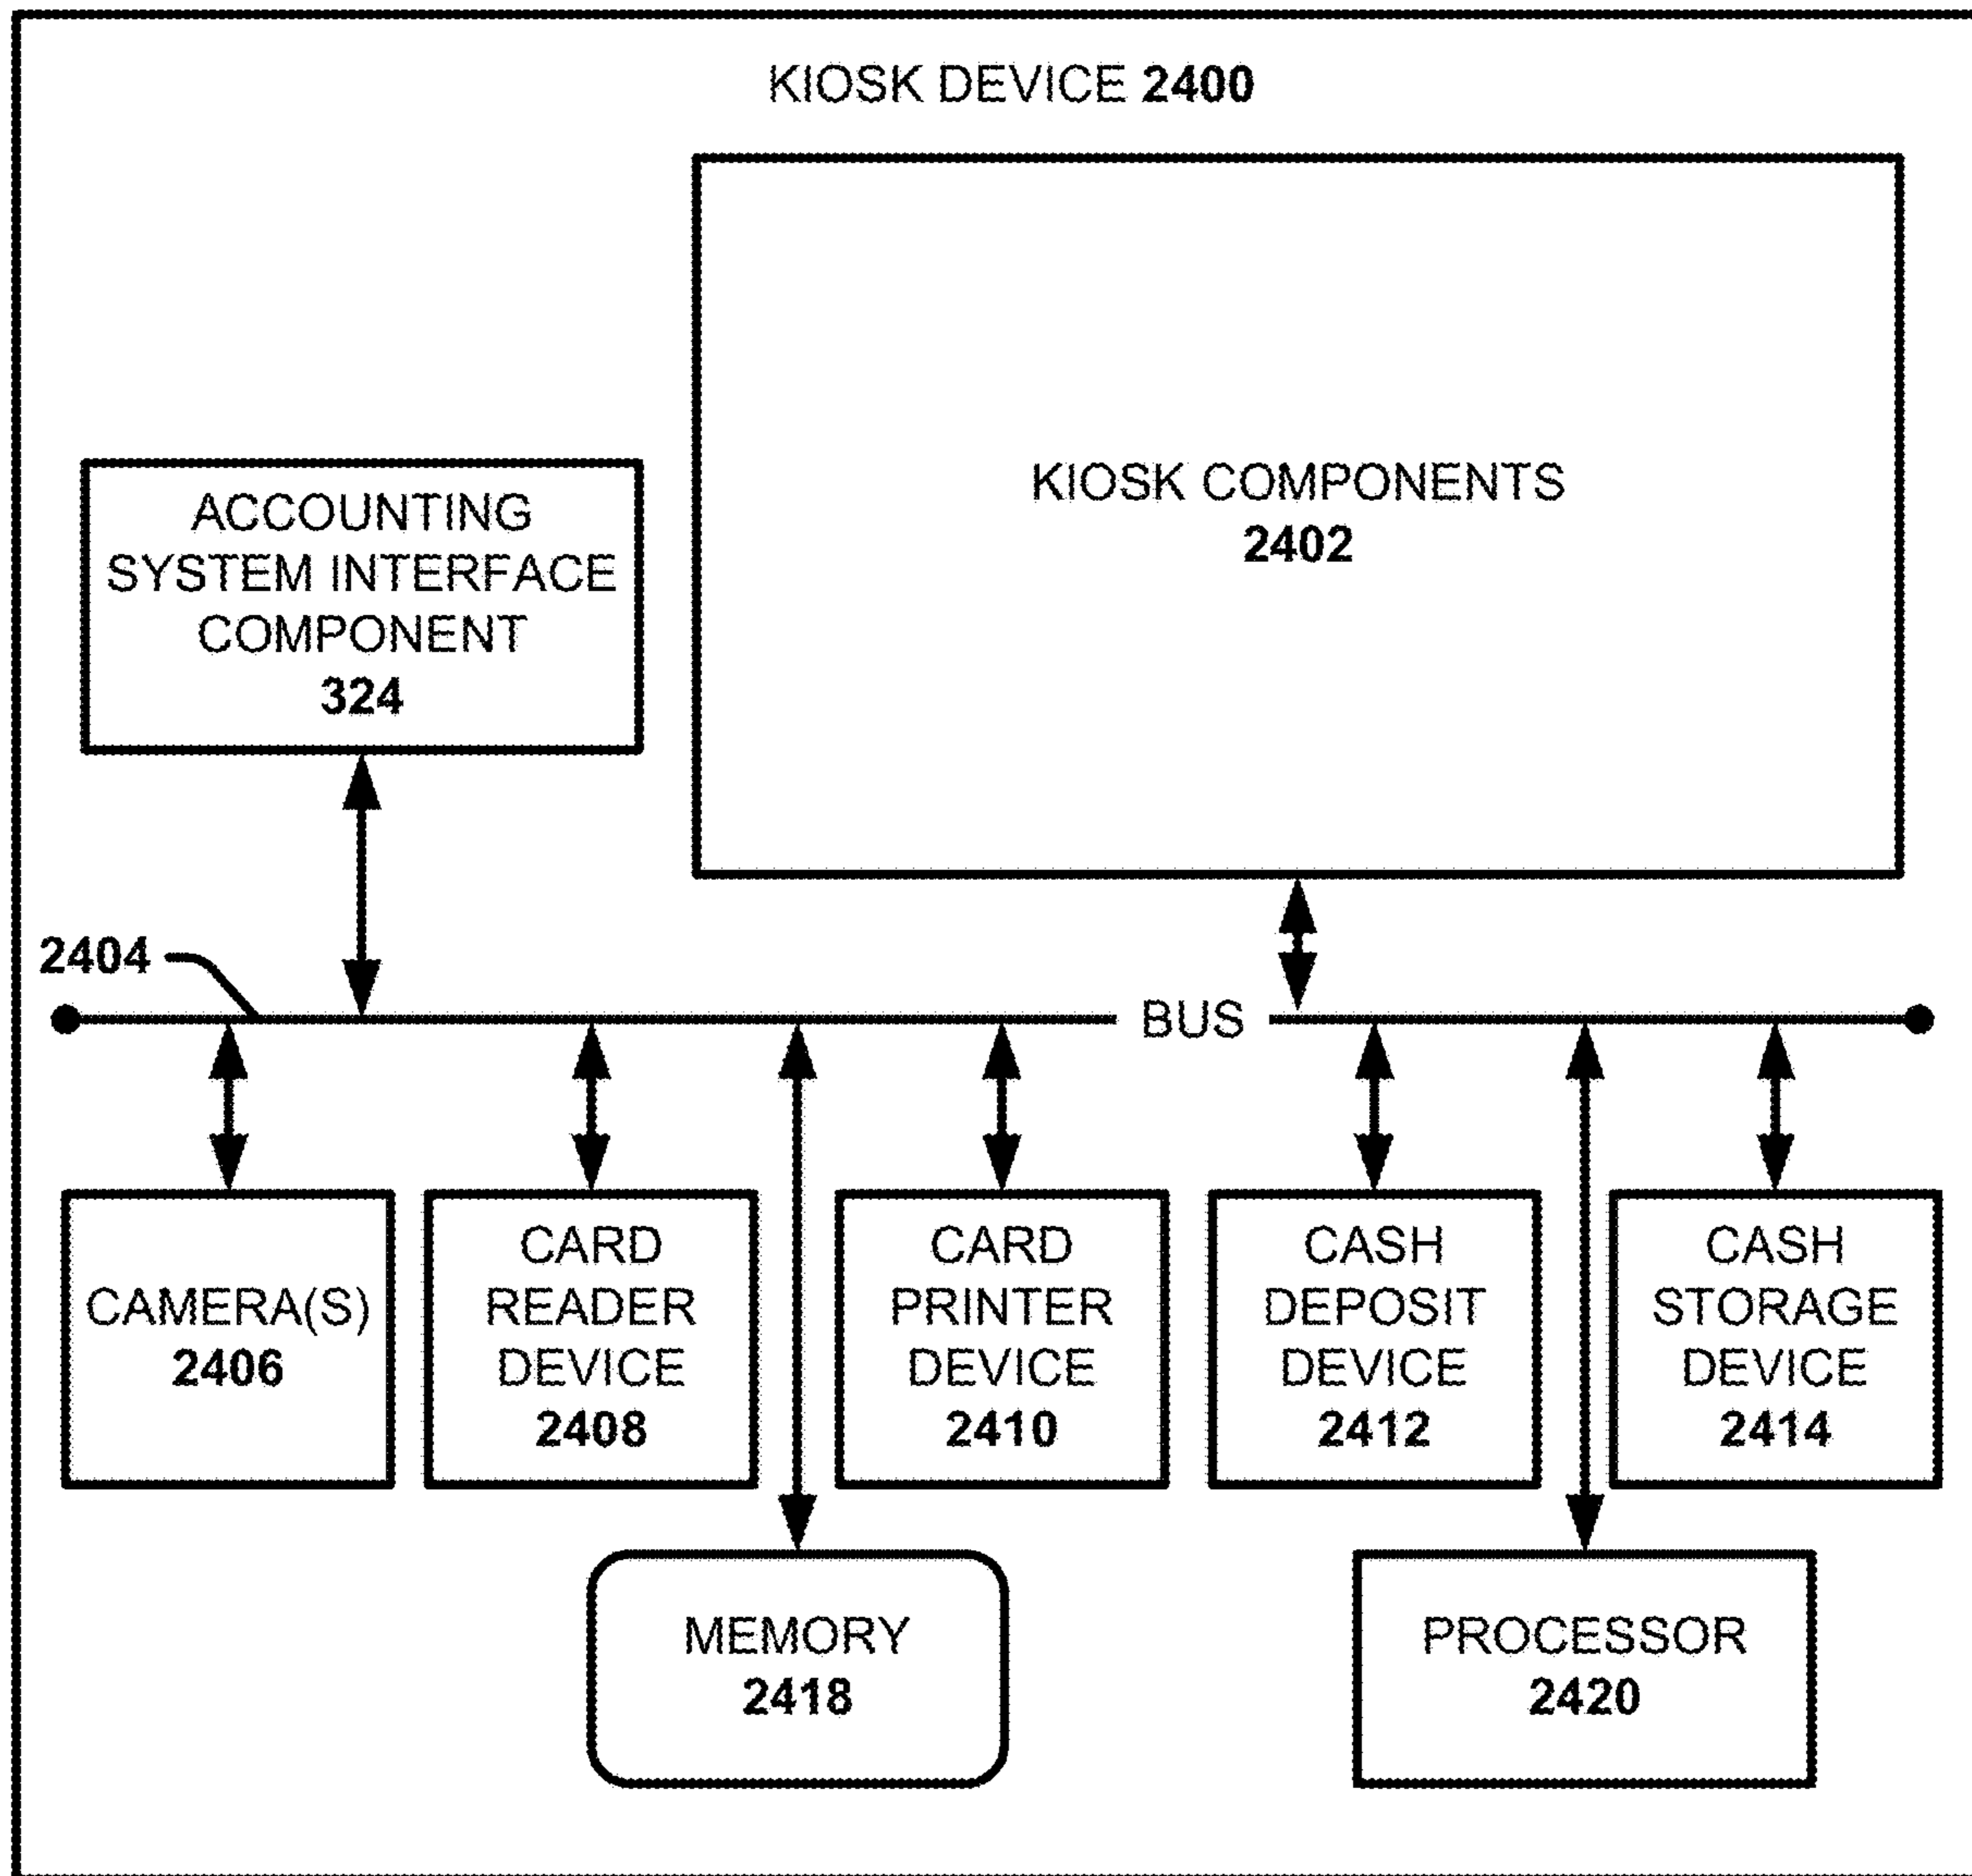 KIOSK DEVICE 2400
KIOSK COMPONENTS
2402
ACCOUNTING
SYSTEM INTERFACE
COMPONENT
324
2404
BUS
CAMERA(S)
2406
CARD
READER
DEVICE
2408
CARD
PRINTER
DEVICE
2410
CASH
DEPOSIT
DEVICE
2412
CASH
STORAGE
DEVICE
2414
MEMORY
2418
PROCESSOR
2420